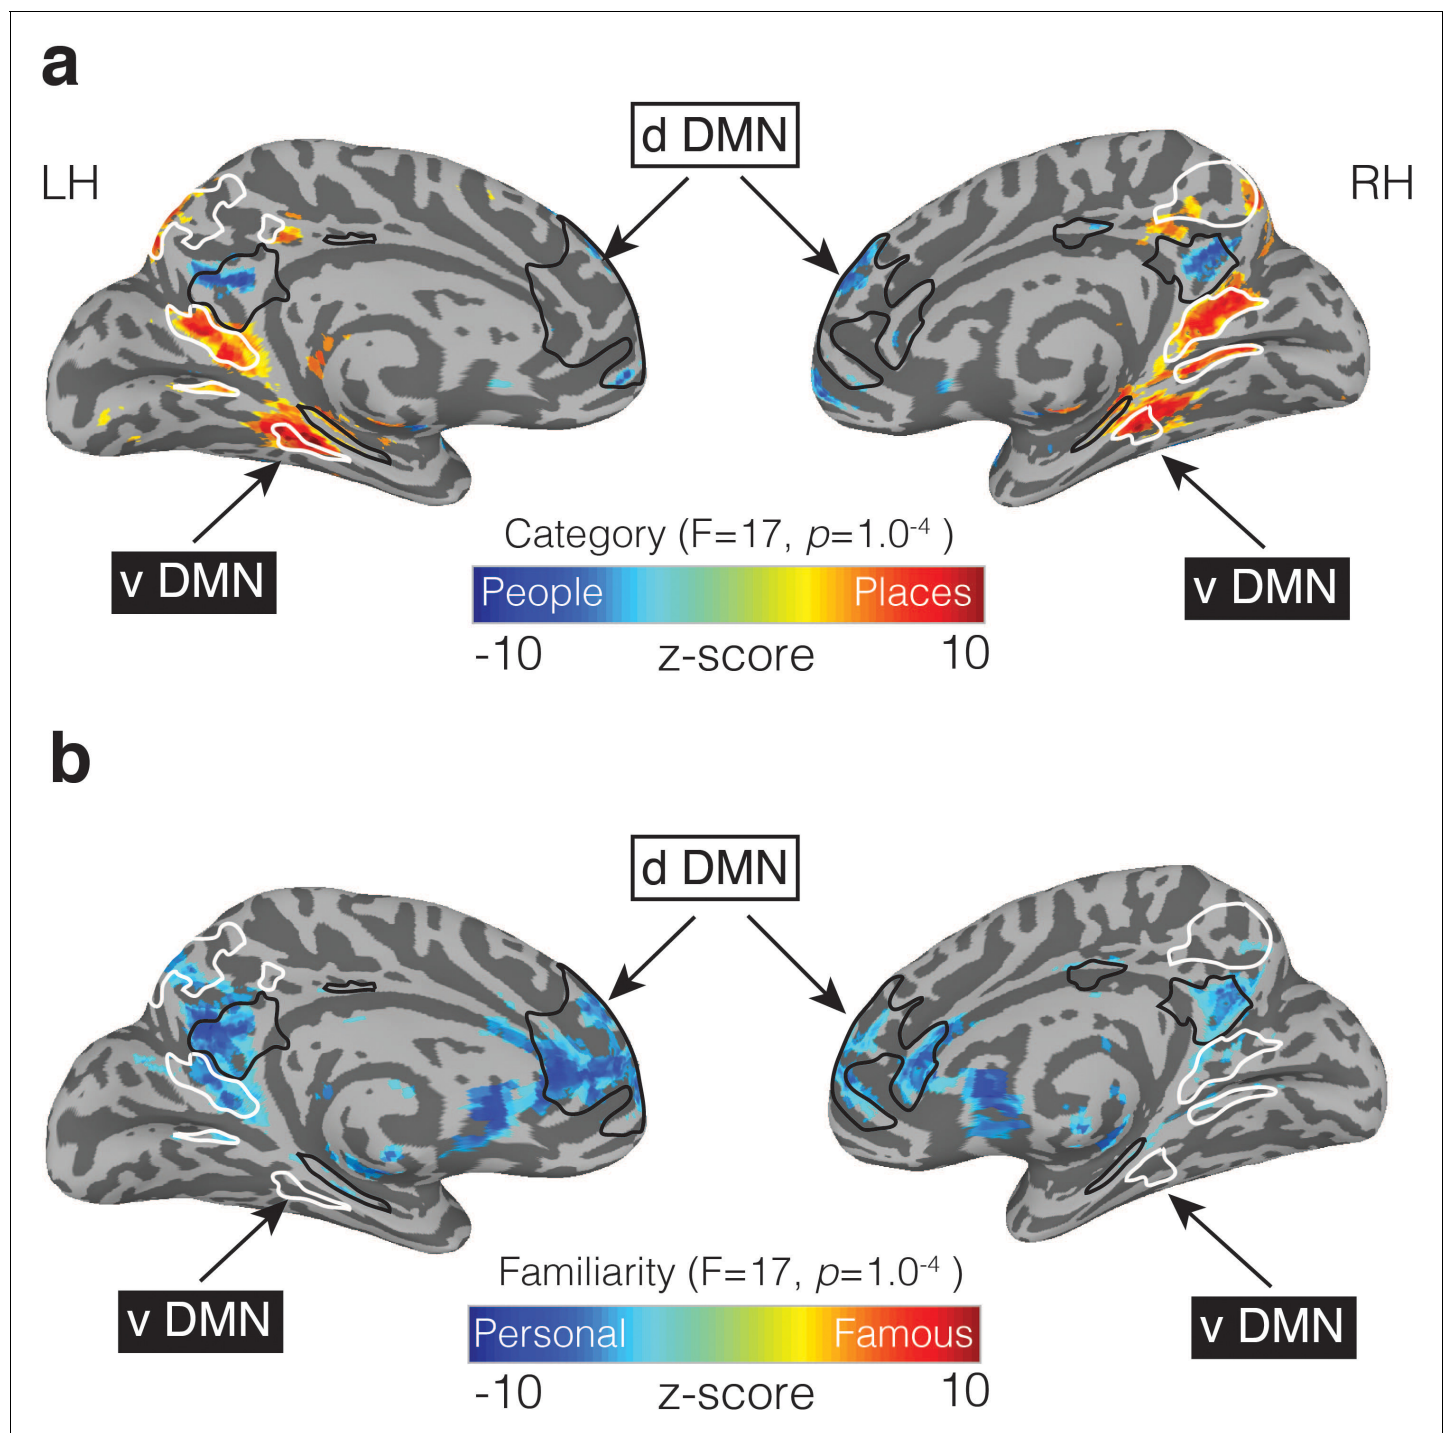 a
d DMN
LH
RH
v DMN
v DMN
Category (F=17, p=1.0-4 )
People
Places
-10
z-score
10
b
d DMN
v DMN
v DMN
Familiarity (F=17, p=1.0-4 )
Personal
Famous
-10
z-score
10